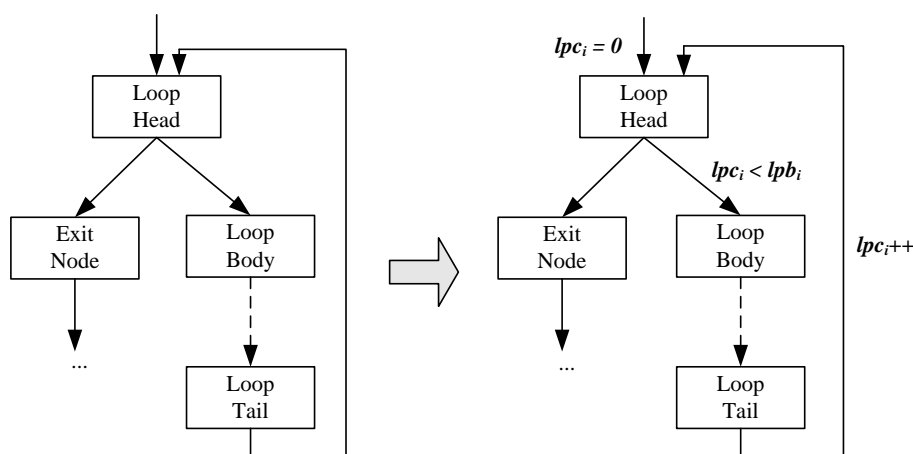 Loop
Head
Exit
Node
Loop
Body
...
Loop
Tail
lpcᵢ = 0
Loop
Head
lpcᵢ < lpbᵢ
Exit
Node
Loop
Body
lpcᵢ++
...
Loop
Tail